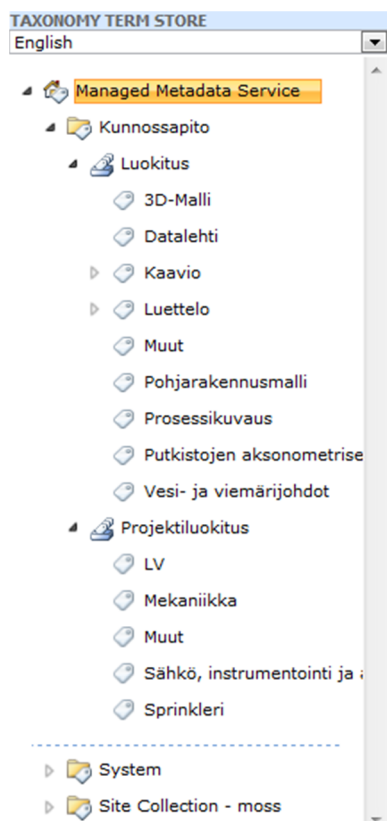 TAXONOMY TERM STORE
English
Managed Metadata Service
Kunnossapito
Luokitus
3D-Malli
Datalehti
Kaavio
Luettelo
Muut
Pohjarakennusmalli
Prosessikuvaus
Putkistojen aksonometrise
Vesi- ja viemärijohdot
Projektiluokitus
LV
Mekaniikka
Muut
Sähkö, instrumentointi ja
Sprinkleri
System
Site Collection - moss